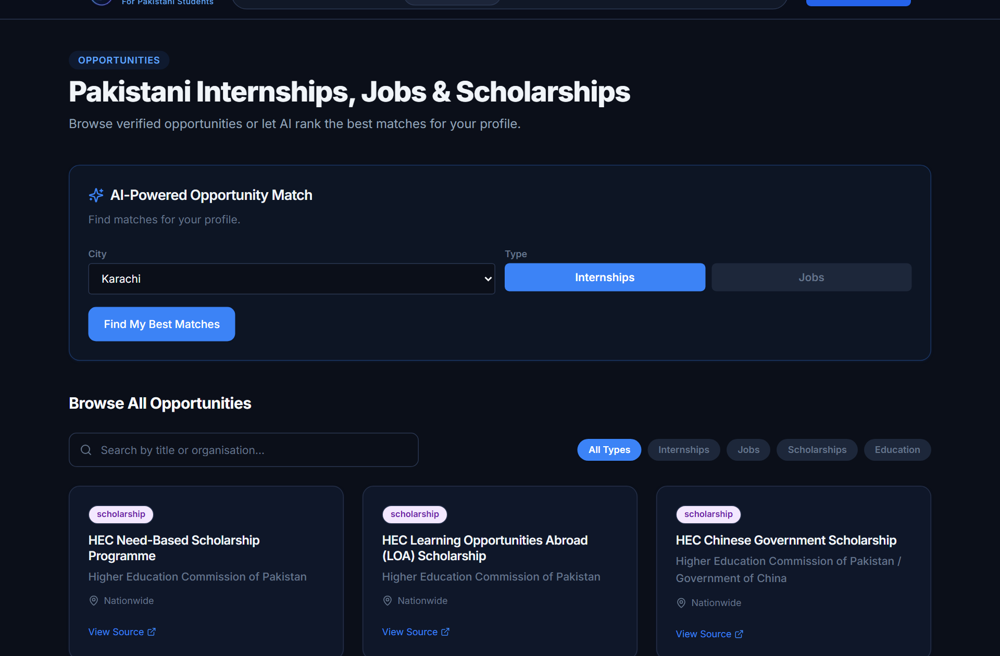 For Pakistani Students
OPPORTUNITIES
Pakistani Internships, Jobs & Scholarships
Browse verified opportunities or let AI rank the best matches for your profile.
AI-Powered Opportunity Match
Find matches for your profile.
City
Type
Karachi
Internships
Jobs
Find My Best Matches
Browse All Opportunities
Search by title or organisation...
All Types
Internships
Jobs
Scholarships
Education
scholarship
HEC Need-Based Scholarship
Programme
Higher Education Commission of Pakistan
Nationwide
View Source
scholarship
HEC Learning Opportunities Abroad
(LOA) Scholarship
Higher Education Commission of Pakistan
Nationwide
View Source
scholarship
HEC Chinese Government Scholarship
Higher Education Commission of Pakistan /
Government of China
Nationwide
View Source